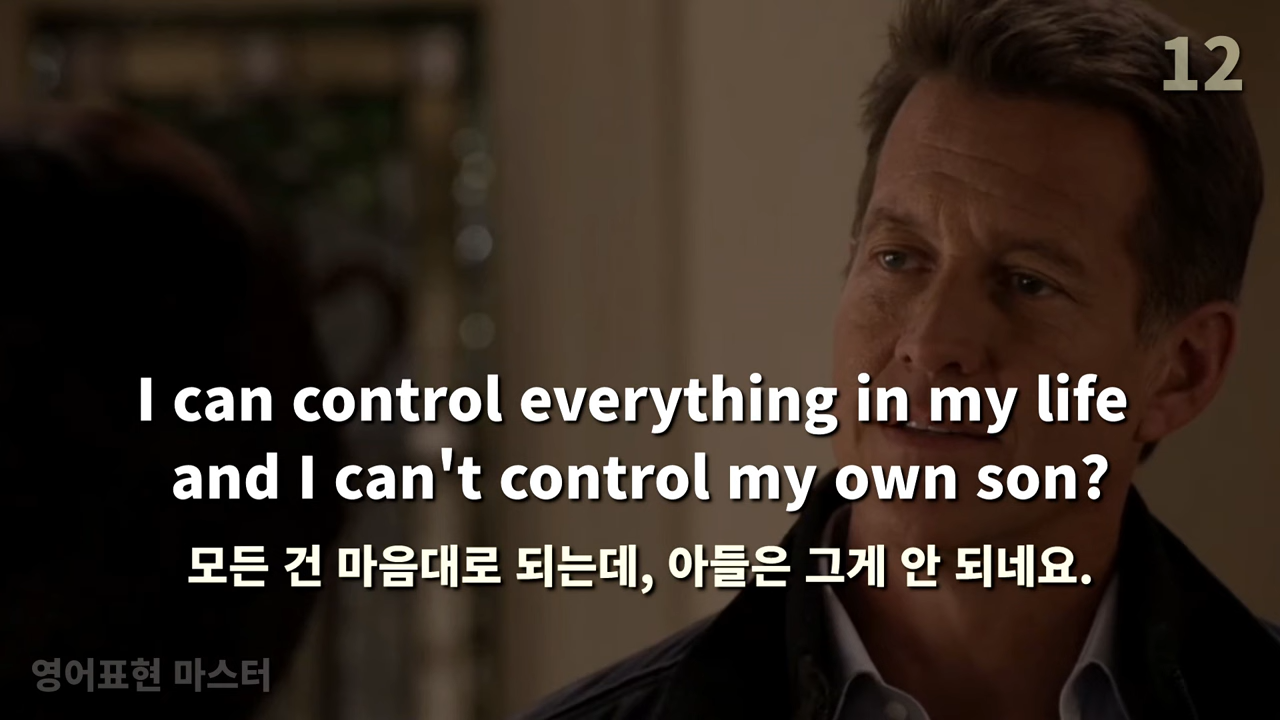 12
I can control everything in my life
and I can't control my own son?
모든 건 마음대로 되는데, 아들은 그게 안 되네요.
영어표현 마스터